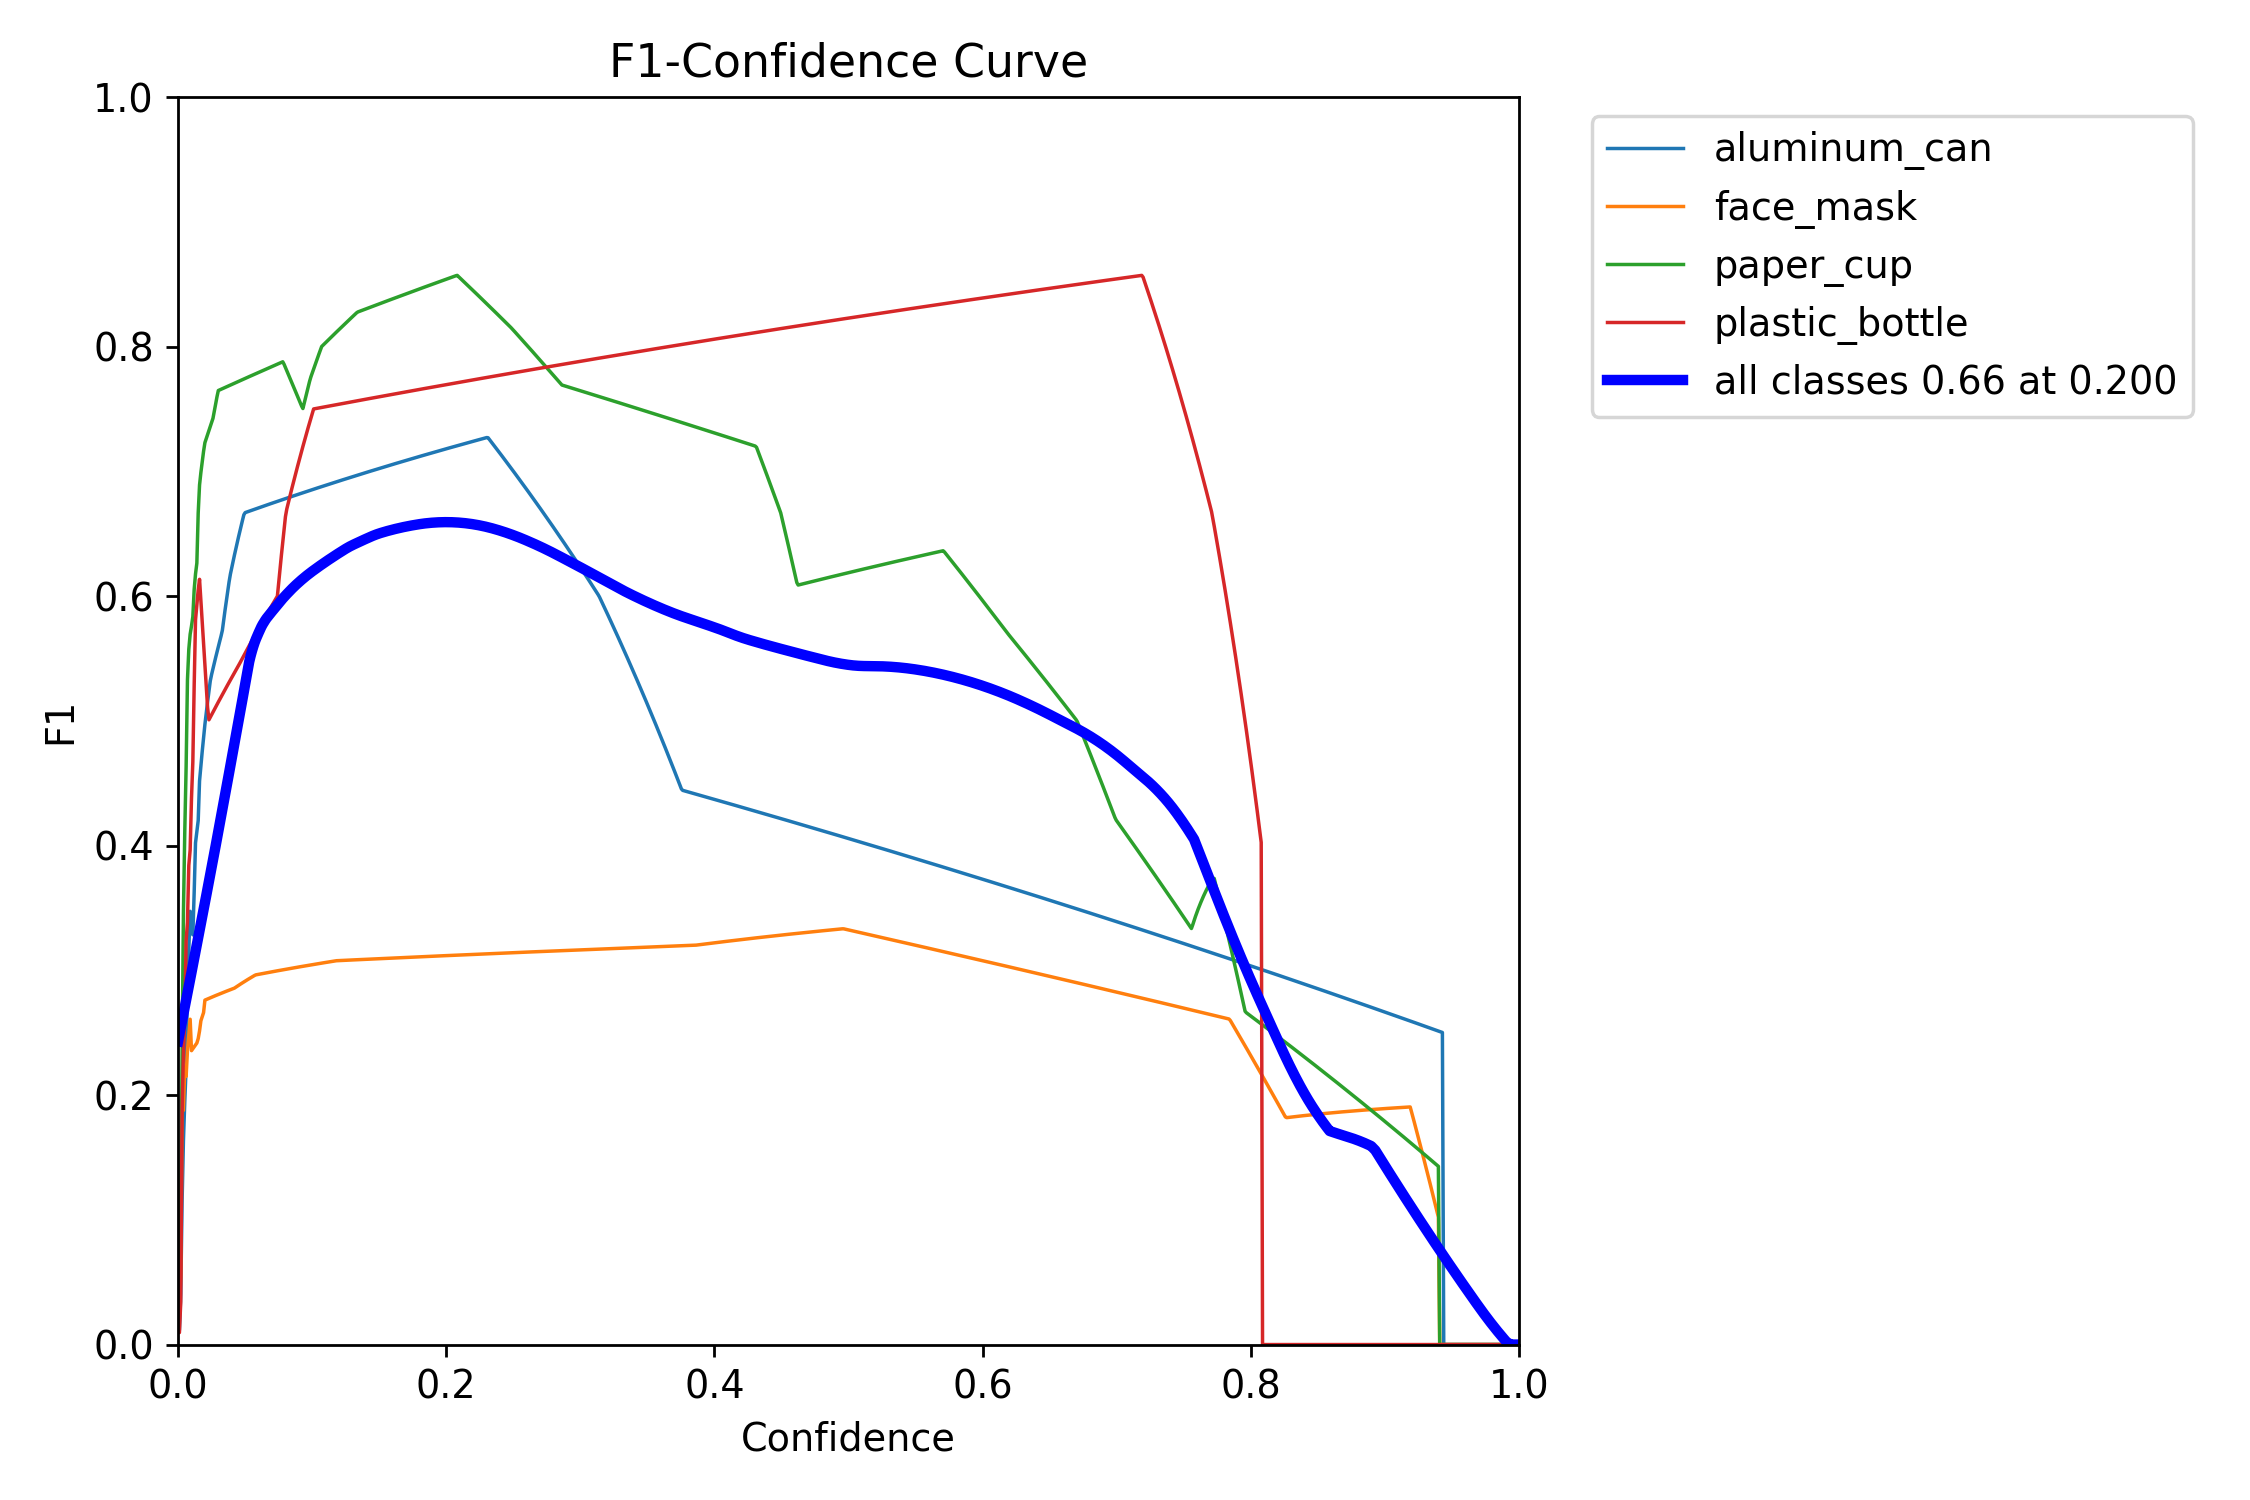 F1-Confidence Curve
1.0
0.8
0.6
0.4
0.2
0.0
F1
0.0 0.2 0.4 0.6 0.8 1.0
Confidence
aluminum_can
face_mask
paper_cup
plastic_bottle
all classes 0.66 at 0.200